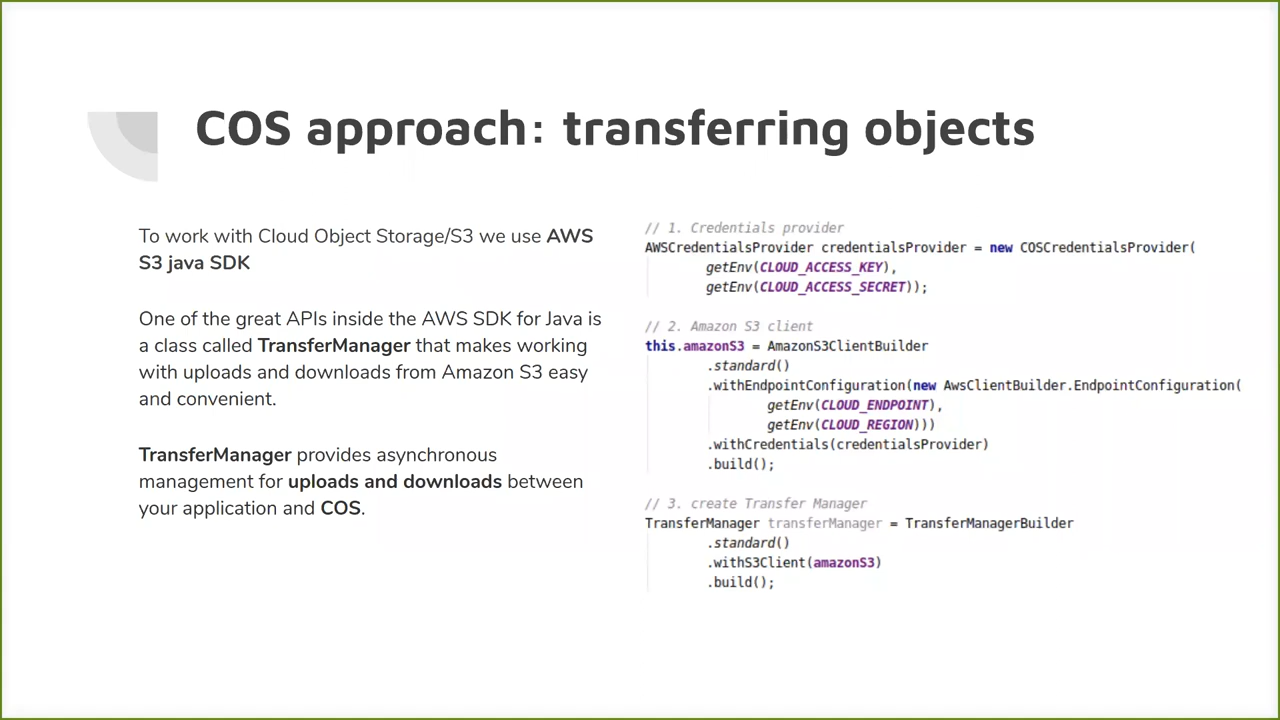 COS approach: transferring objects
To work with Cloud Object Storage/S3 we use AWS
S3 java SDK
One of the great APIs inside the AWS SDK for Java is
a class called TransferManager that makes working
with uploads and downloads from Amazon S3 easy
and convenient.
TransferManager provides asynchronous
management for uploads and downloads between
your application and COS.
// 1. Credentials provider
AWSCredentialsProvider credentialsProvider = new COSCredentialsProvider(
getEnv(CLOUD_ACCESS_KEY),
getEnv(CLOUD_ACCESS_SECRET));
// 2. Amazon S3 client
this.amazonS3 = AmazonS3ClientBuilder
.standard()
.withEndpointConfiguration(new AwsClientBuilder.EndpointConfiguration(
getEnv(CLOUD_ENDPOINT),
getEnv(CLOUD_REGION)))
.withCredentials(credentialsProvider)
.build();
// 3. create Transfer Manager
TransferManager transferManager = TransferManagerBuilder
.standard()
.withS3Client(amazonS3)
.build();